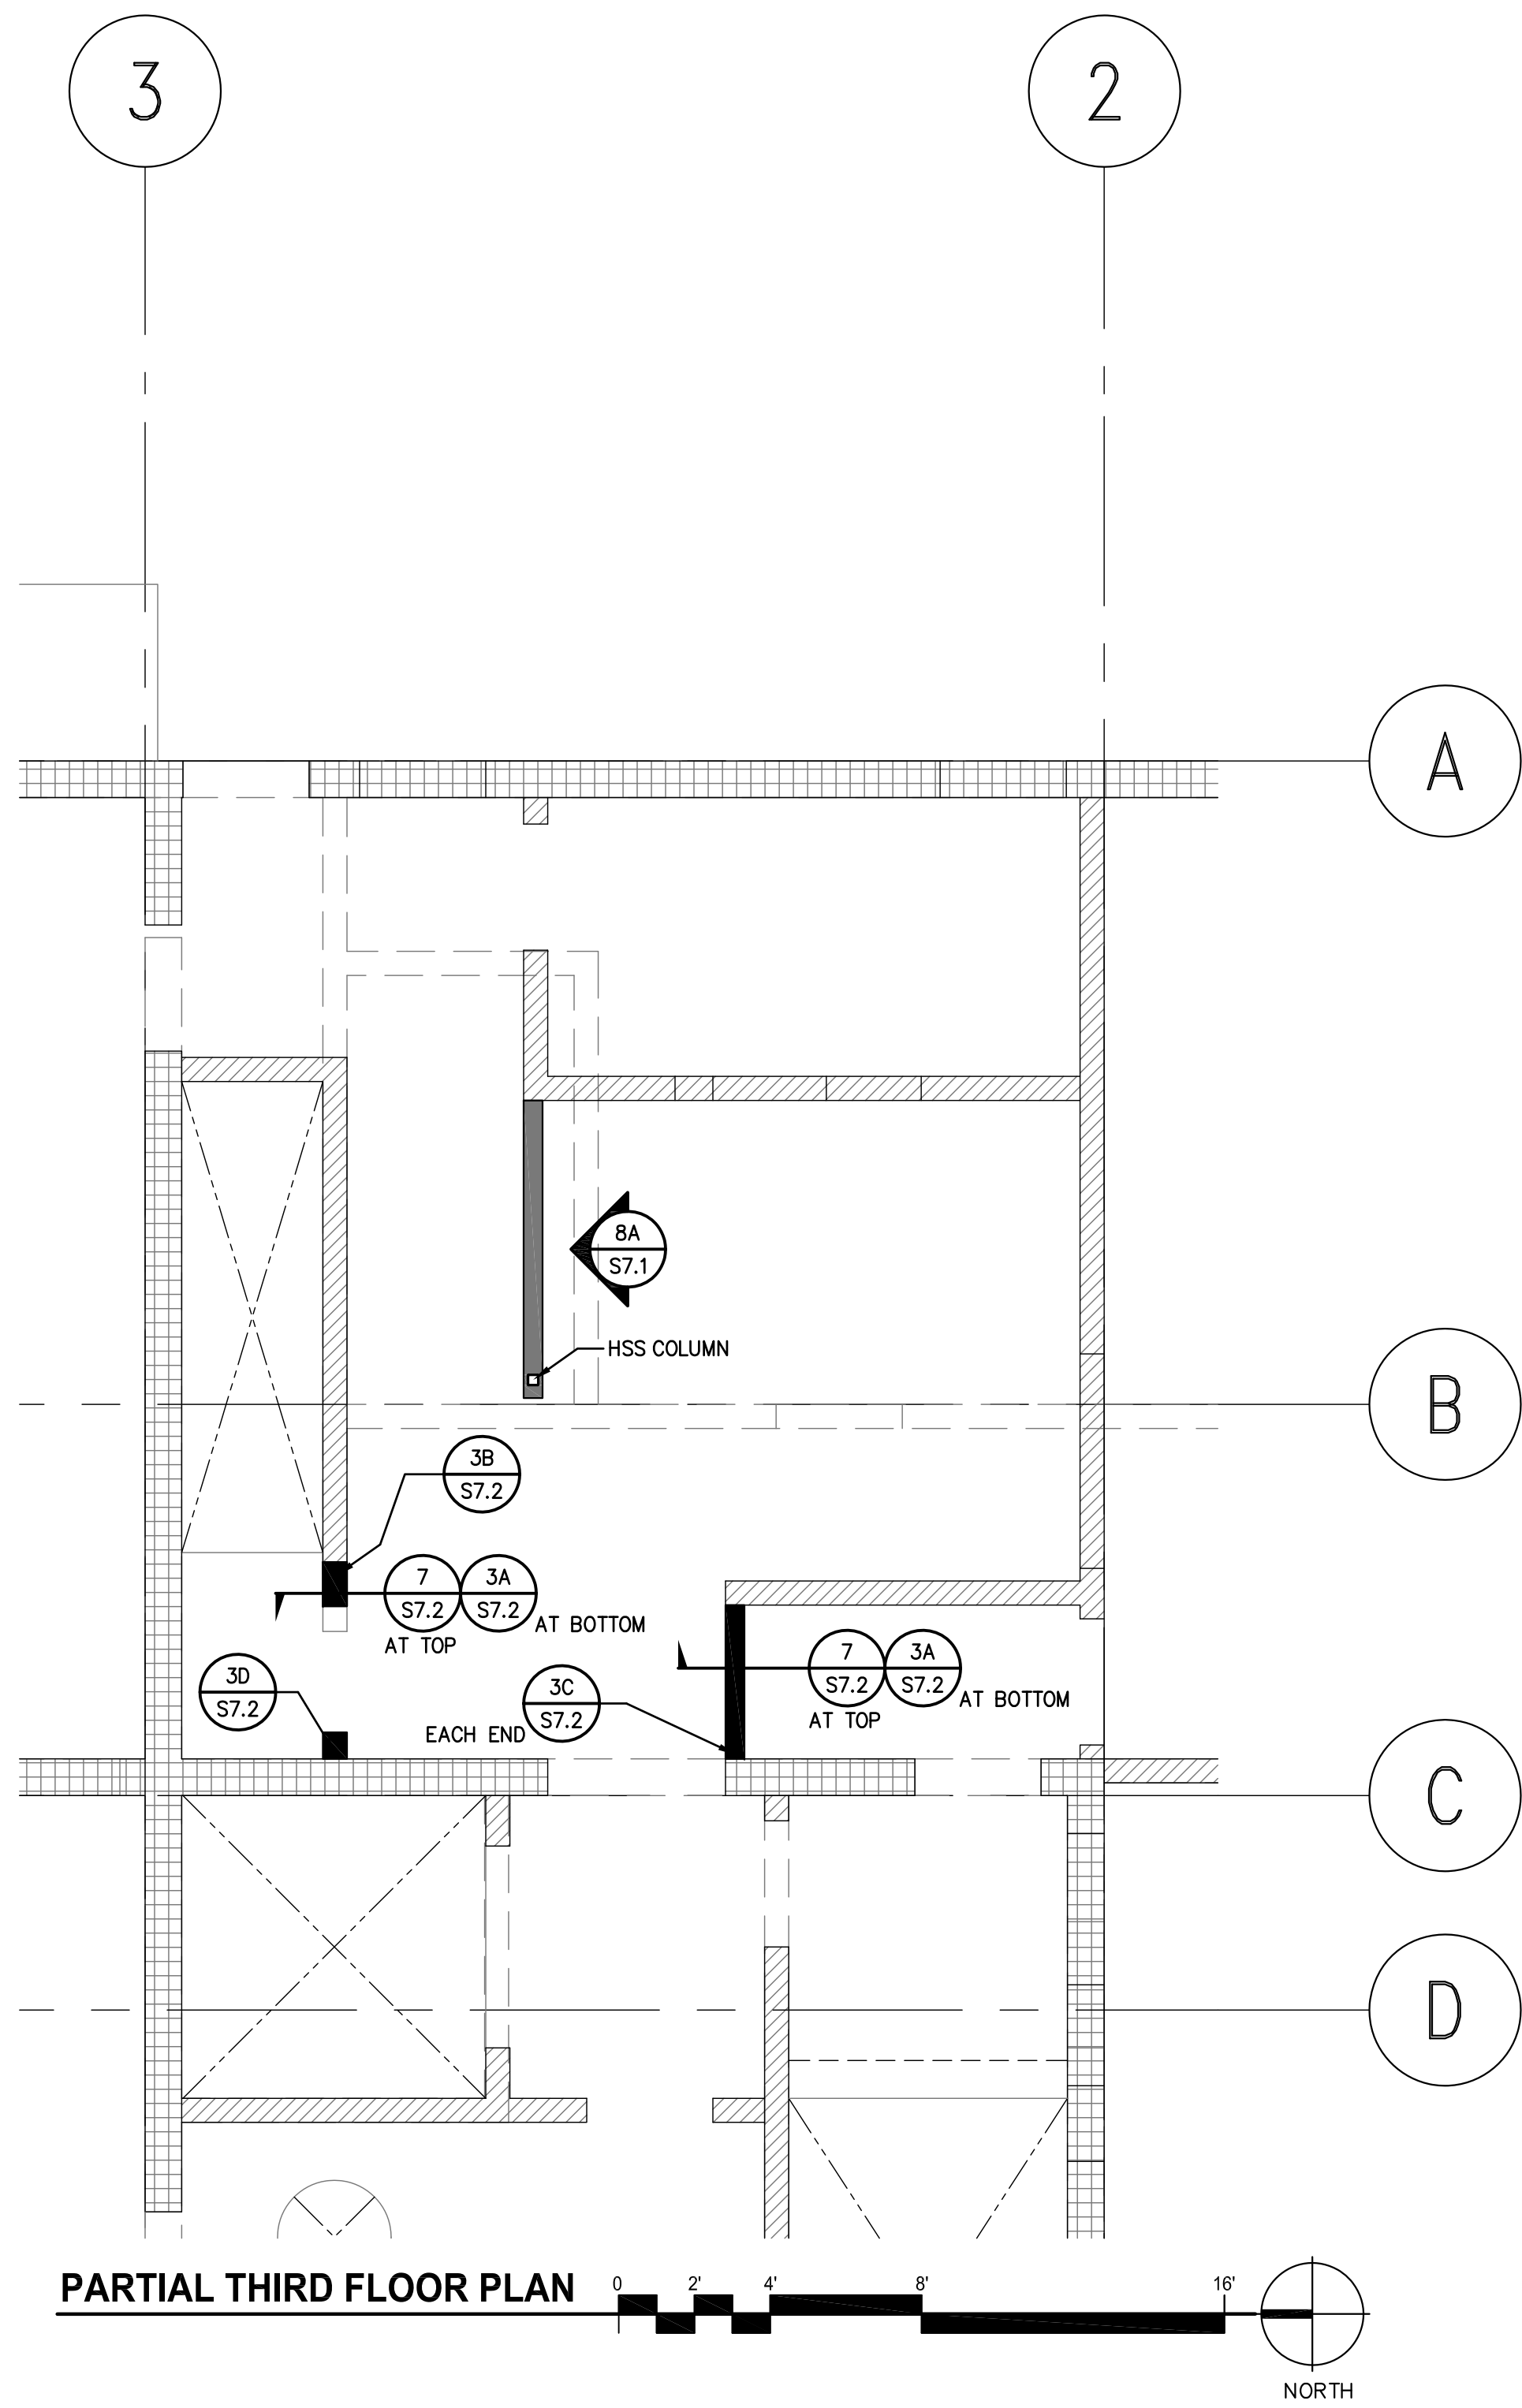 3
2
A
8A
S7.1
HSS COLUMN
B
3B
S7.2
7
S7.2
3A
S7.2
AT BOTTOM
AT TOP
3D
S7.2
EACH END
3C
S7.2
7
S7.2
3A
S7.2
AT BOTTOM
AT TOP
C
D
PARTIAL THIRD FLOOR PLAN
0 2' 4' 8' 16'
NORTH